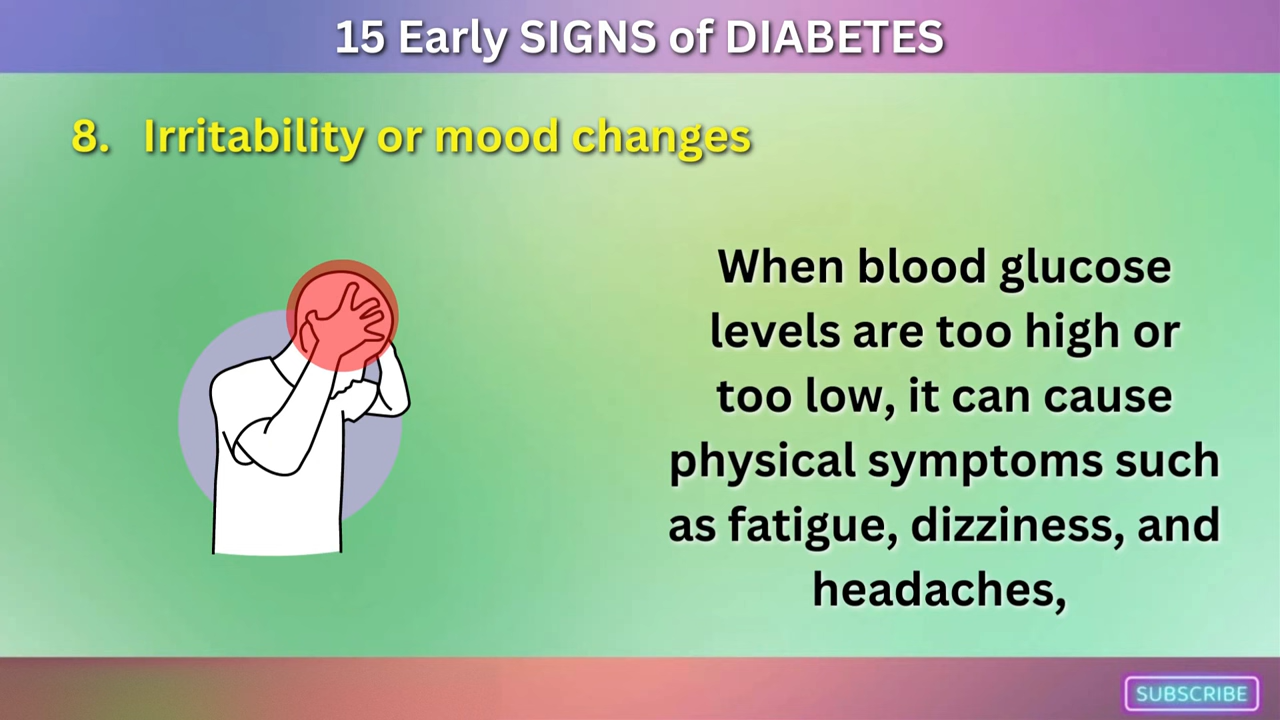 15 Early SIGNS of DIABETES
8. Irritability or mood changes
When blood glucose
levels are too high or
too low, it can cause
physical symptoms such
as fatigue, dizziness, and
headaches,
SUBSCRIBE